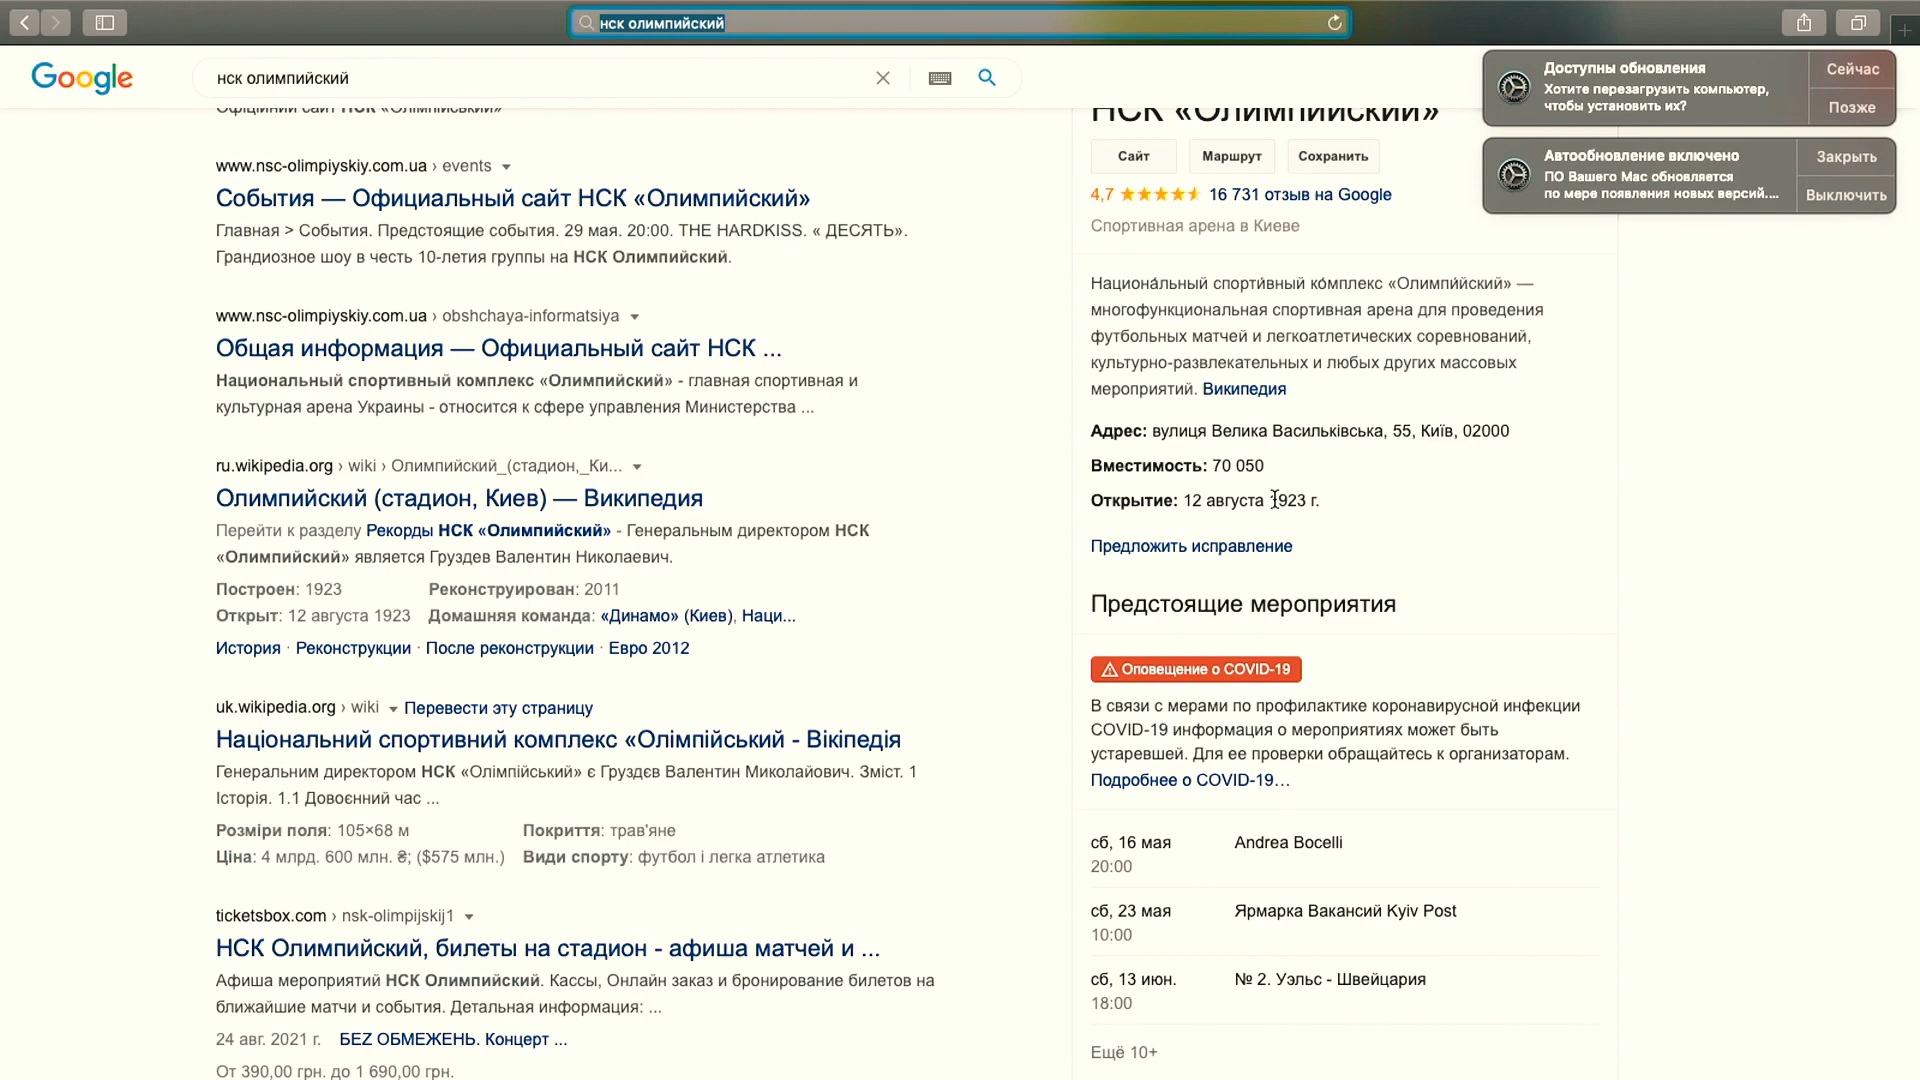 нск олимпийский
Google
нск олимпийский
Доступны обновления
Хотите перезагрузить компьютер,
чтобы установить их?
Сейчас
Позже
Автообновление включено
ПО Вашего Mac обновляется
по мере появления новых версий....
Закрыть
Выключить
Офіційний сайт НСК «Олімпійський»
www.nsc-olimpiyskiy.com.ua › events
События — Официальный сайт НСК «Олимпийский»
Главная > События. Предстоящие события. 29 мая. 20:00. THE HARDKISS. « ДЕСЯТЬ».
Грандиозное шоу в честь 10-летия группы на НСК Олимпийский.
www.nsc-olimpiyskiy.com.ua › obshchaya-informatsiya
Общая информация — Официальный сайт НСК ...
Национальный спортивный комплекс «Олимпийский» - главная спортивная и
культурная арена Украины - относится к сфере управления Министерства ...
ru.wikipedia.org › wiki › Олимпийский_(стадион,_Ки...
Олимпийский (стадион, Киев) — Википедия
Перейти к разделу Рекорды НСК «Олимпийский» - Генеральным директором НСК
«Олимпийский» является Груздев Валентин Николаевич.
Построен: 1923 Реконструирован: 2011
Открыт: 12 августа 1923 Домашняя команда: «Динамо» (Киев), Наци...
История · Реконструкции · После реконструкции · Евро 2012
uk.wikipedia.org › wiki Перевести эту страницу
Національний спортивний комплекс «Олімпійський - Вікіпедія
Генеральним директором НСК «Олімпійський» є Груздєв Валентин Миколайович. Зміст. 1
Історія. 1.1 Довоєнний час ...
Розміри поля: 105×68 м Покриття: трав'яне
Ціна: 4 млрд. 600 млн. ₴; ($575 млн.) Види спорту: футбол і легка атлетика
ticketsbox.com › nsk-olimpijskij1
НСК Олимпийский, билеты на стадион - афиша матчей и ...
Афиша мероприятий НСК Олимпийский. Кассы, Онлайн заказ и бронирование билетов на
ближайшие матчи и события. Детальная информация: ...
24 авг. 2021 г. БЕZ ОБМЕЖЕНЬ. Концерт ...
От 390,00 грн. до 1 690,00 грн.
НСК «Олимпийский»
Сайт Маршрут Сохранить
4,7 16 731 отзыв на Google
Спортивная арена в Киеве
Национа́льный спорти́вный ко́мплекс «Олимпи́йский» —
многофункциональная спортивная арена для проведения
футбольных матчей и легкоатлетических соревнований,
культурно-развлекательных и любых других массовых
мероприятий. Википедия
Адрес: вулиця Велика Васильківська, 55, Київ, 02000
Вместимость: 70 050
Открытие: 12 августа 1923 г.
Предложить исправление
Предстоящие мероприятия
Оповещение о COVID-19
В связи с мерами по профилактике коронавирусной инфекции
COVID-19 информация о мероприятиях может быть
устаревшей. Для ее проверки обращайтесь к организаторам.
Подробнее о COVID-19…
сб, 16 мая Andrea Bocelli
20:00
сб, 23 мая Ярмарка Вакансий Kyiv Post
10:00
сб, 13 июн. № 2. Уэльс - Швейцария
18:00
Ещё 10+